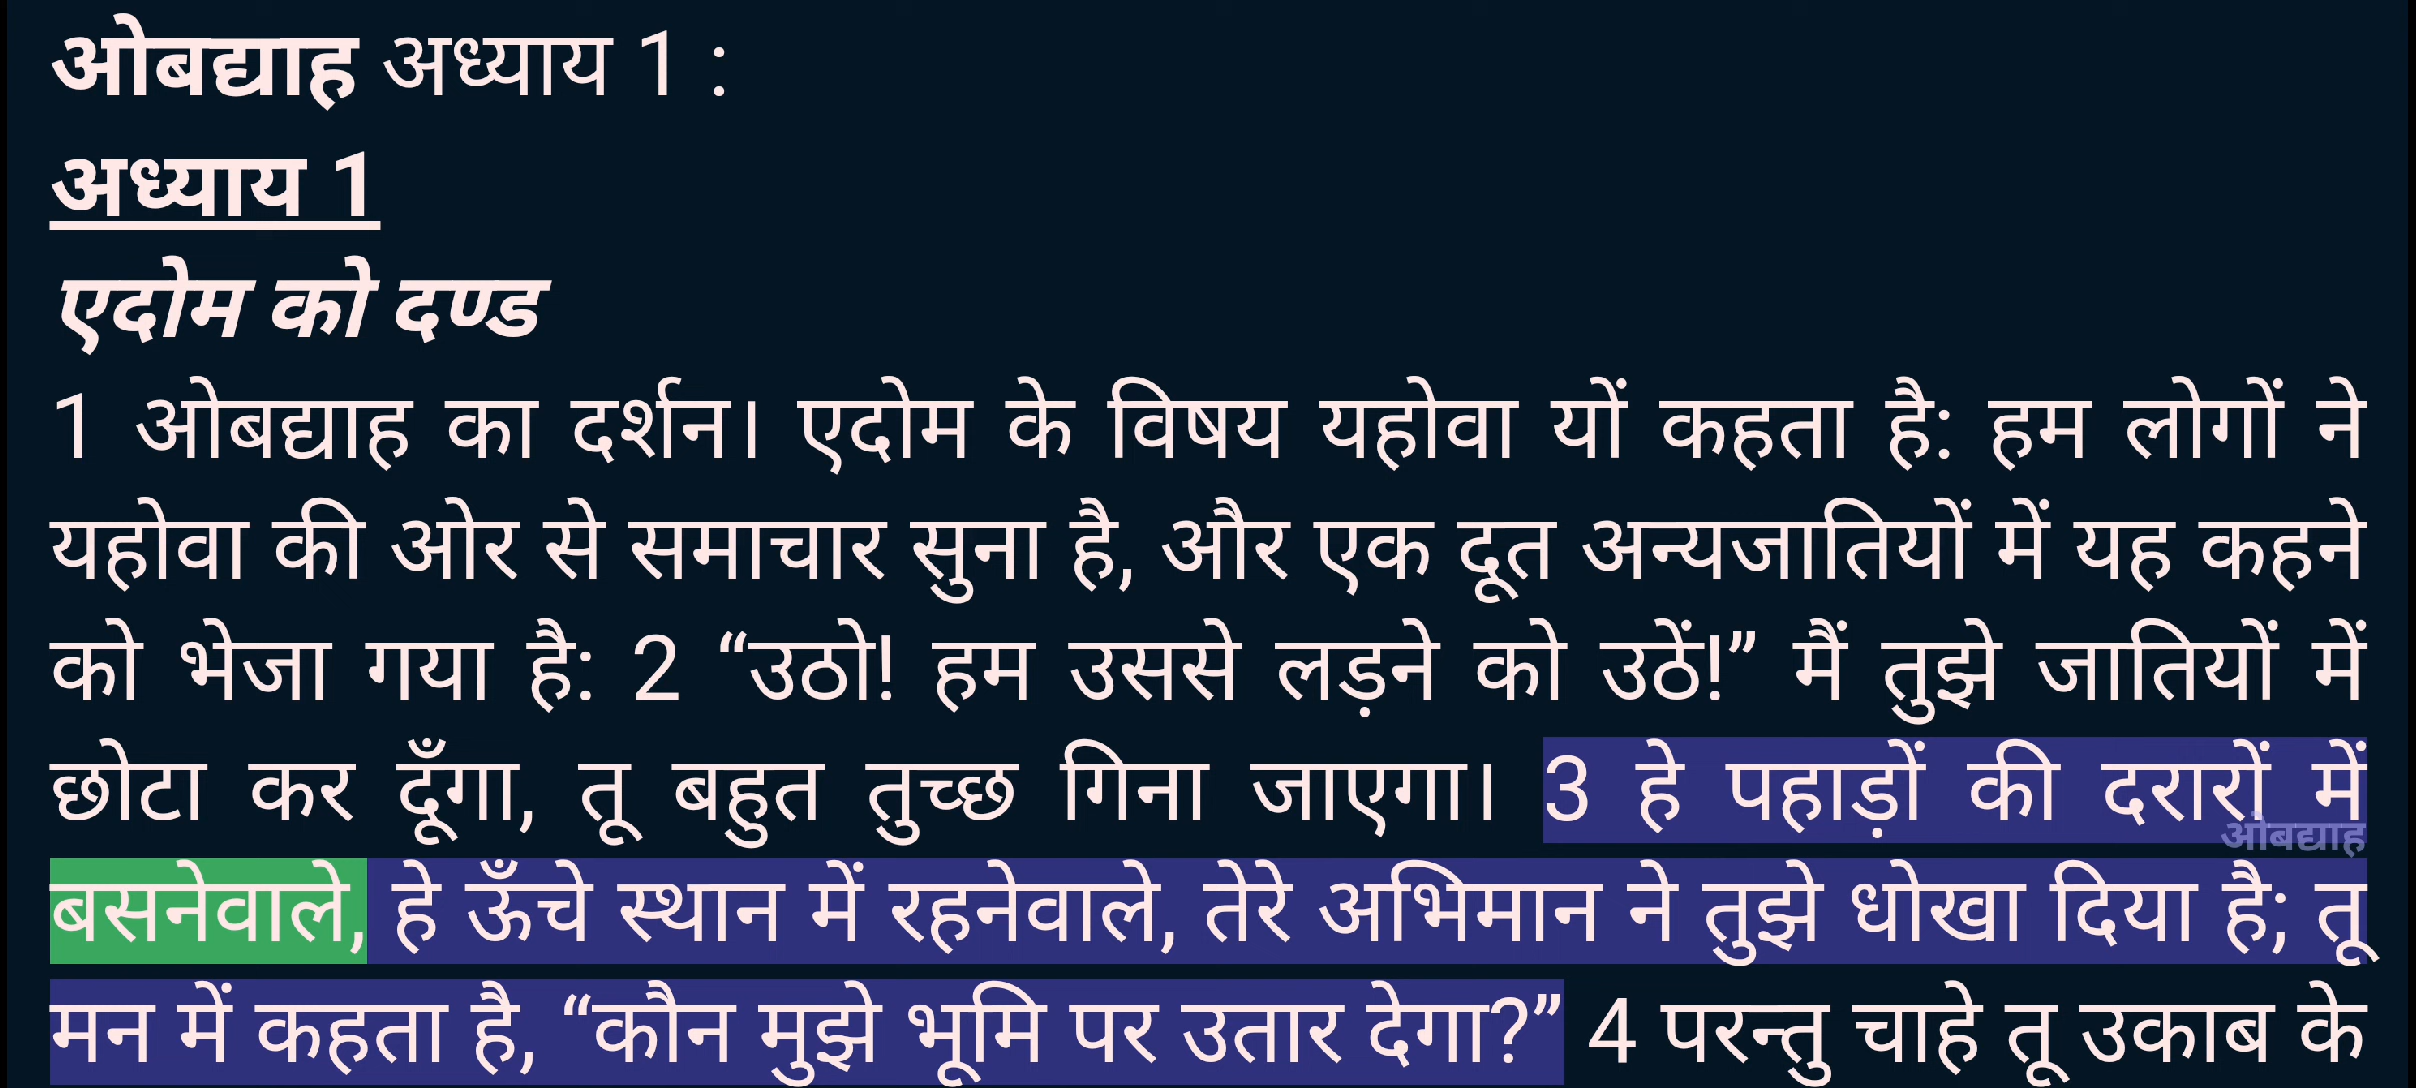 ओबद्याह अध्याय 1 :
अध्याय 1
एदोम को दण्ड
1 ओबद्याह का दर्शन। एदोम के विषय यहोवा यों कहता है: हम लोगों ने
यहोवा की ओर से समाचार सुना है, और एक दूत अन्यजातियों में यह कहने
को भेजा गया है: 2 “उठो! हम उससे लड़ने को उठें!” मैं तुझे जातियों में
छोटा कर दूँगा, तू बहुत तुच्छ गिना जाएगा। 3 हे पहाड़ों की दरारों में
ओबद्याह
बसनेवाले, हे ऊँचे स्थान में रहनेवाले, तेरे अभिमान ने तुझे धोखा दिया है; तू
मन में कहता है, “कौन मुझे भूमि पर उतार देगा?” 4 परन्तु चाहे तू उकाब के